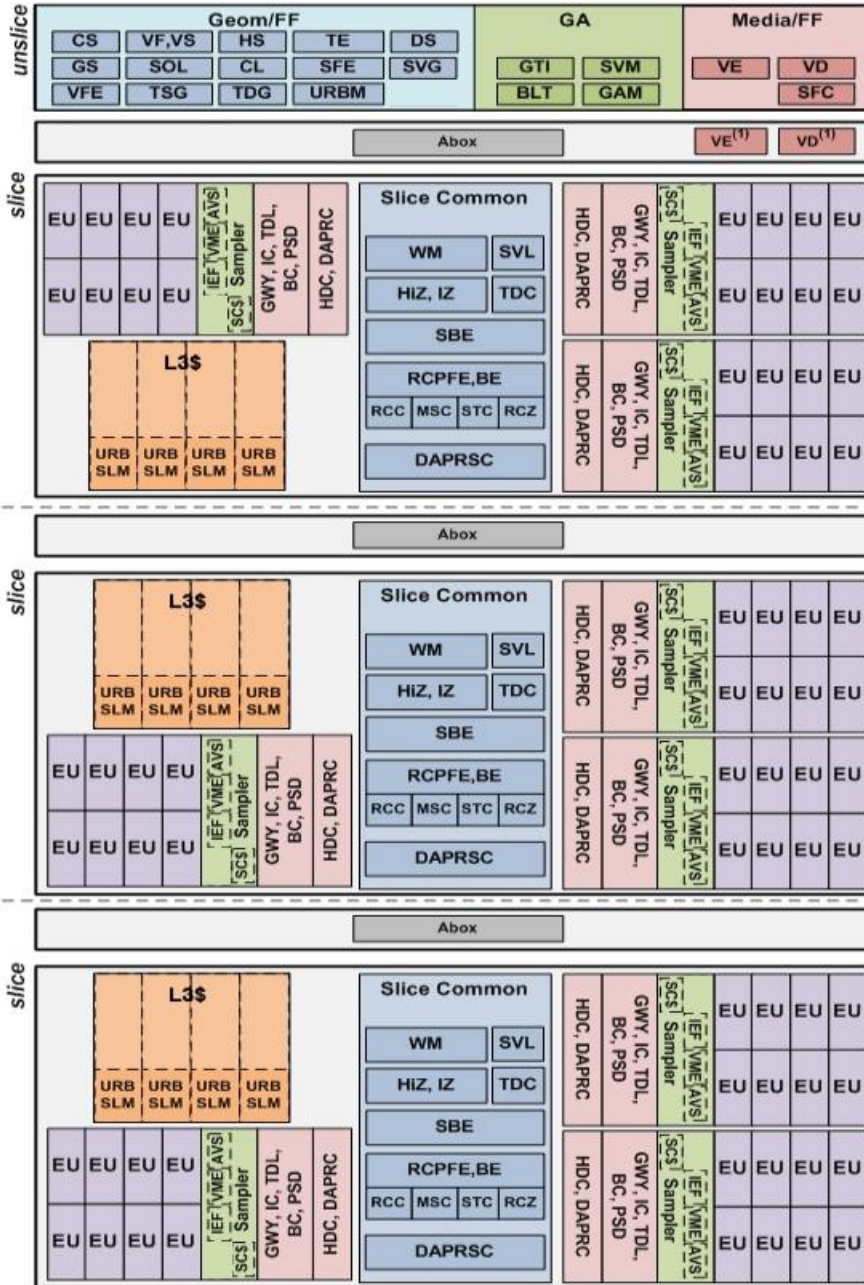 unslice
Geom/FF
CS VF,VS HS TE DS
GS SOL CL SFE SVG
VFE TSG TDG URBM
GA
GTI SVM
BLT GAM
Media/FF
VE VD
SFC
Abox
VE(1) VD(1)
slice
EU EU EU EU
EU EU EU EU
IEF VME AVS
SC$ Sampler
GWY, IC, TDL,
BC, PSD
HDC, DAPRC
L3$
URB URB URB URB
SLM SLM SLM SLM
Slice Common
WM SVL
HiZ, IZ TDC
SBE
RCPFE,BE
RCC MSC STC RCZ
DAPRSC
HDC, DAPRC
GWY, IC, TDL,
BC, PSD
SC$ Sampler
IEF VME AVS
EU EU EU EU
EU EU EU EU
HDC, DAPRC
GWY, IC, TDL,
BC, PSD
SC$ Sampler
IEF VME AVS
EU EU EU EU
EU EU EU EU
Abox
slice
L3$
URB URB URB URB
SLM SLM SLM SLM
EU EU EU EU
EU EU EU EU
IEF VME AVS
SC$ Sampler
GWY, IC, TDL,
BC, PSD
HDC, DAPRC
Slice Common
WM SVL
HiZ, IZ TDC
SBE
RCPFE,BE
RCC MSC STC RCZ
DAPRSC
HDC, DAPRC
GWY, IC, TDL,
BC, PSD
SC$ Sampler
IEF VME AVS
EU EU EU EU
EU EU EU EU
HDC, DAPRC
GWY, IC, TDL,
BC, PSD
SC$ Sampler
IEF VME AVS
EU EU EU EU
EU EU EU EU
Abox
slice
L3$
URB URB URB URB
SLM SLM SLM SLM
EU EU EU EU
EU EU EU EU
IEF VME AVS
SC$ Sampler
GWY, IC, TDL,
BC, PSD
HDC, DAPRC
Slice Common
WM SVL
HiZ, IZ TDC
SBE
RCPFE,BE
RCC MSC STC RCZ
DAPRSC
HDC, DAPRC
GWY, IC, TDL,
BC, PSD
SC$ Sampler
IEF VME AVS
EU EU EU EU
EU EU EU EU
HDC, DAPRC
GWY, IC, TDL,
BC, PSD
SC$ Sampler
IEF VME AVS
EU EU EU EU
EU EU EU EU